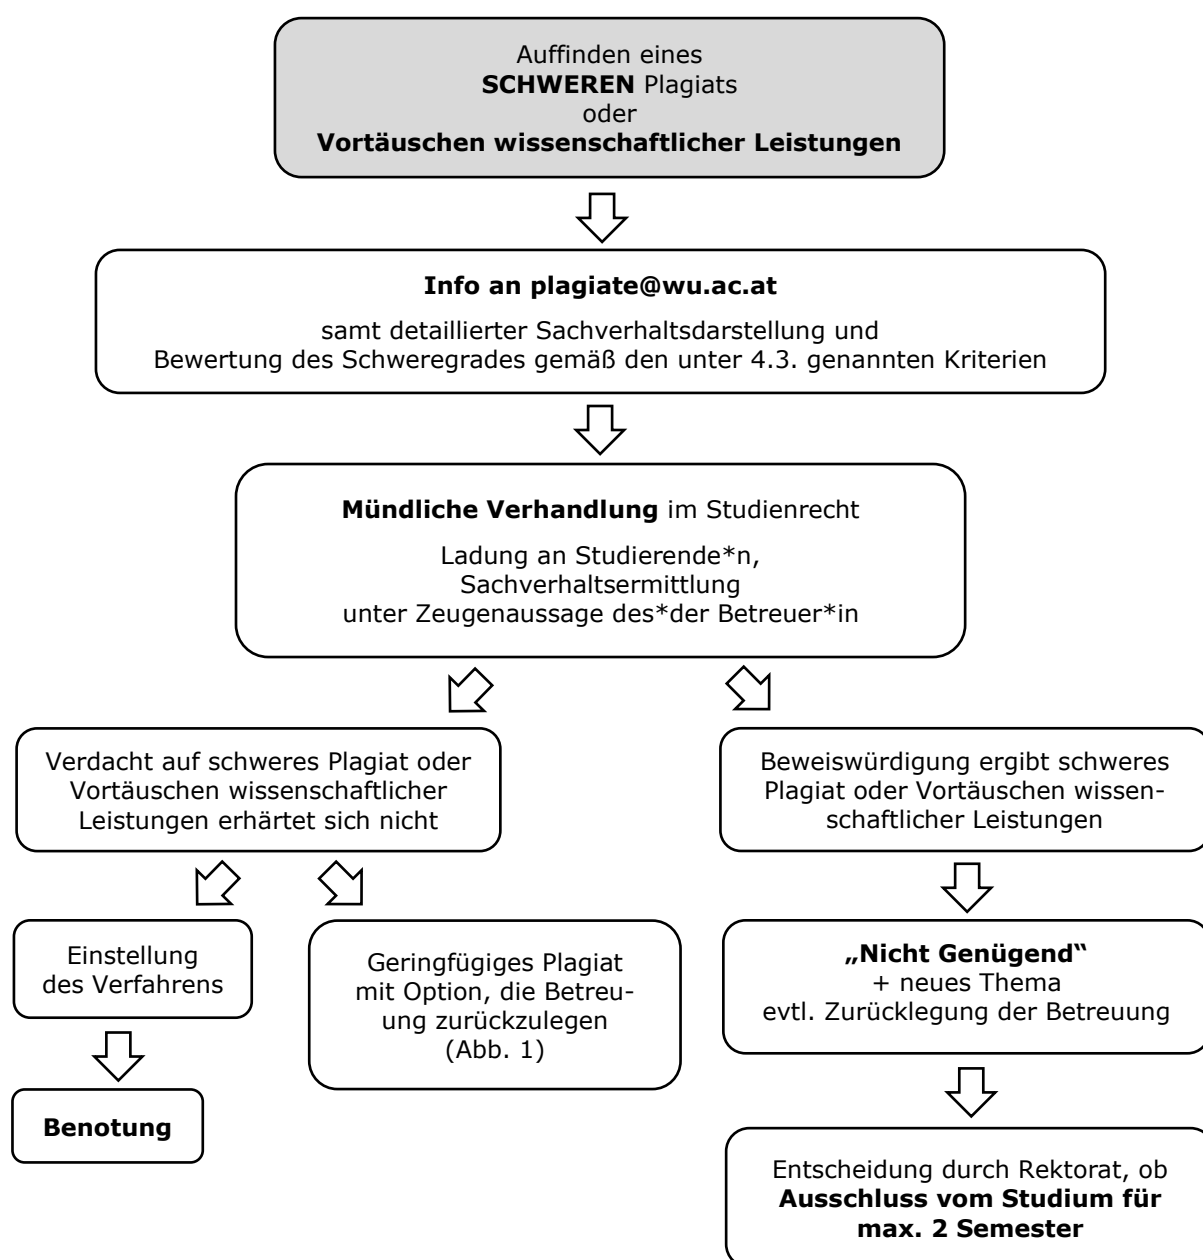 Auffinden eines
SCHWEREN Plagiats
oder
Vortäuschen wissenschaftlicher Leistungen
Info an plagiate@wu.ac.at
samt detaillierter Sachverhaltsdarstellung und
Bewertung des Schweregrades gemäß den unter 4.3. genannten Kriterien
Mündliche Verhandlung im Studienrecht
Ladung an Studierende*n,
Sachverhaltsermittlung
unter Zeugenaussage des*der Betreuer*in
Verdacht auf schweres Plagiat oder
Vortäuschen wissenschaftlicher
Leistungen erhärtet sich nicht
Beweiswürdigung ergibt schweres
Plagiat oder Vortäuschen wissen-
schaftlicher Leistungen
Einstellung
des Verfahrens
Geringfügiges Plagiat
mit Option, die Betreu-
ung zurückzulegen
(Abb. 1)
„Nicht Genügend“
+ neues Thema
evtl. Zurücklegung der Betreuung
Benotung
Entscheidung durch Rektorat, ob
Ausschluss vom Studium für
max. 2 Semester